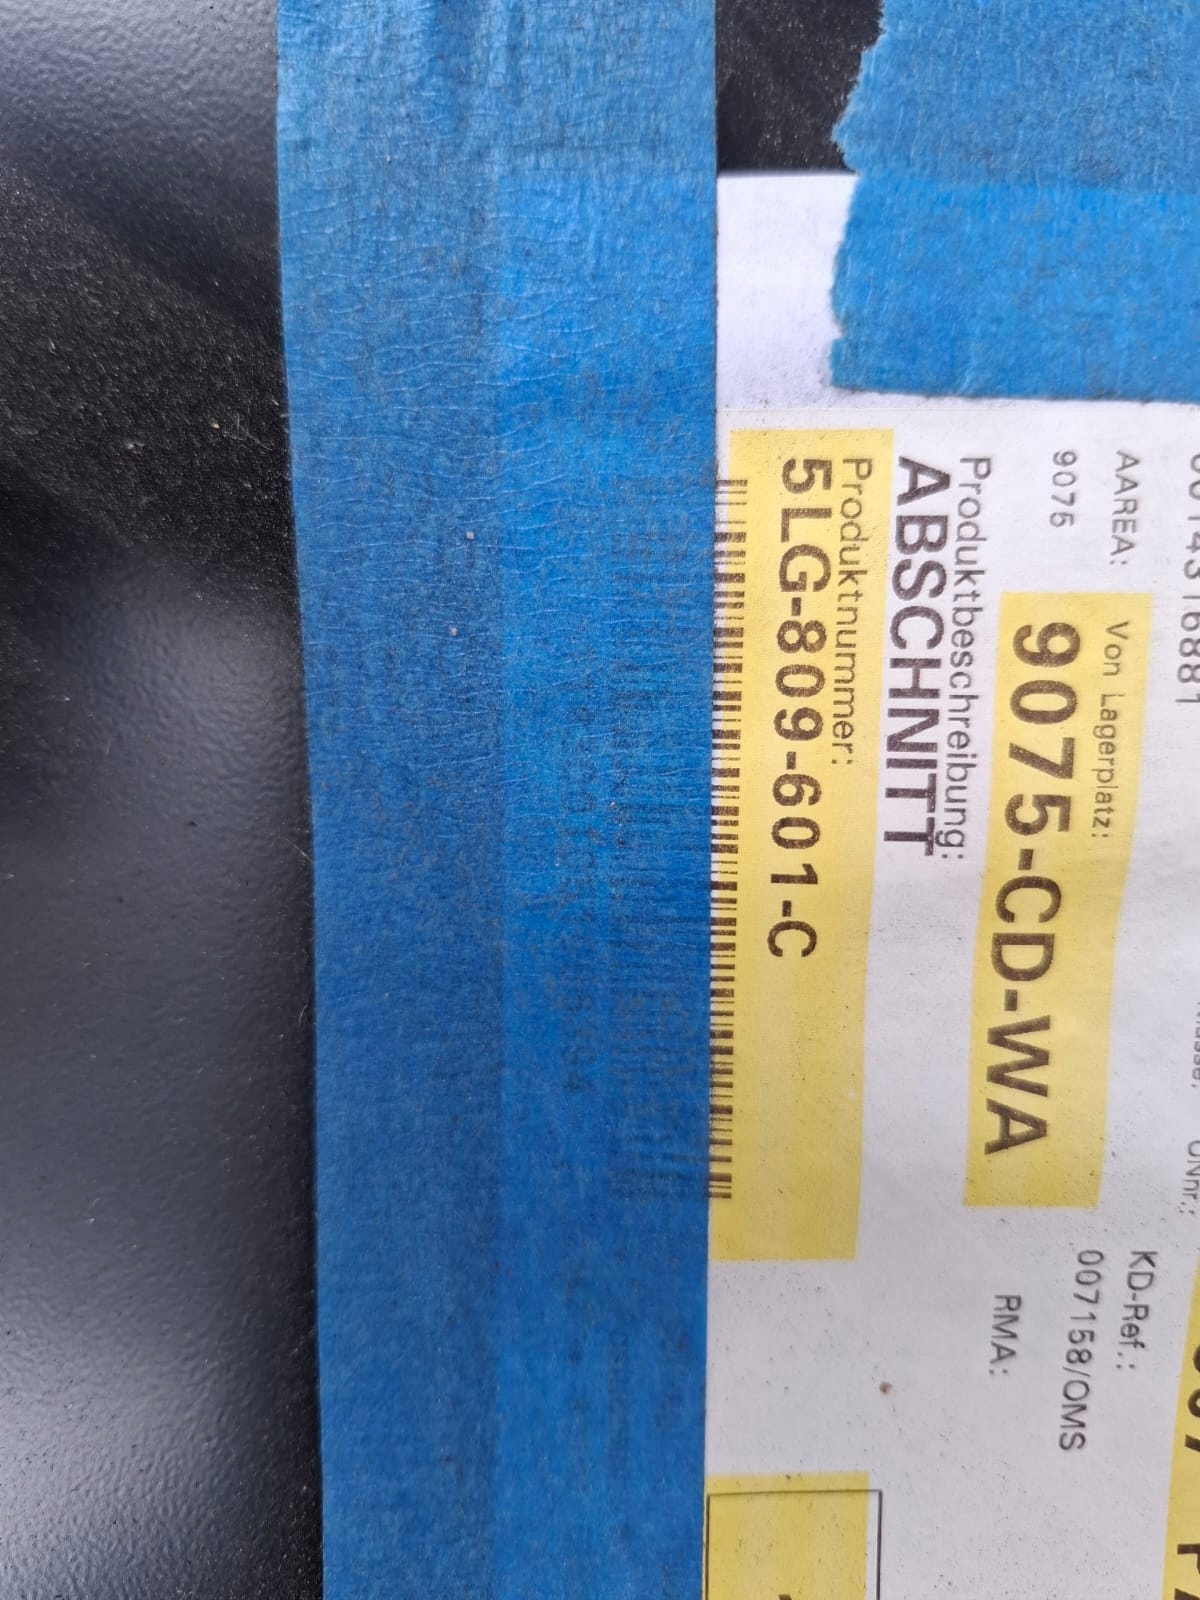 AAREA:
9075
Von Lagerplatz:
9075-CD-WA
KD-Ref.:
007158/OMS
RMA:
Produktbeschreibung:
ABSCHNITT
Produktnummer:
5LG-809-601-C